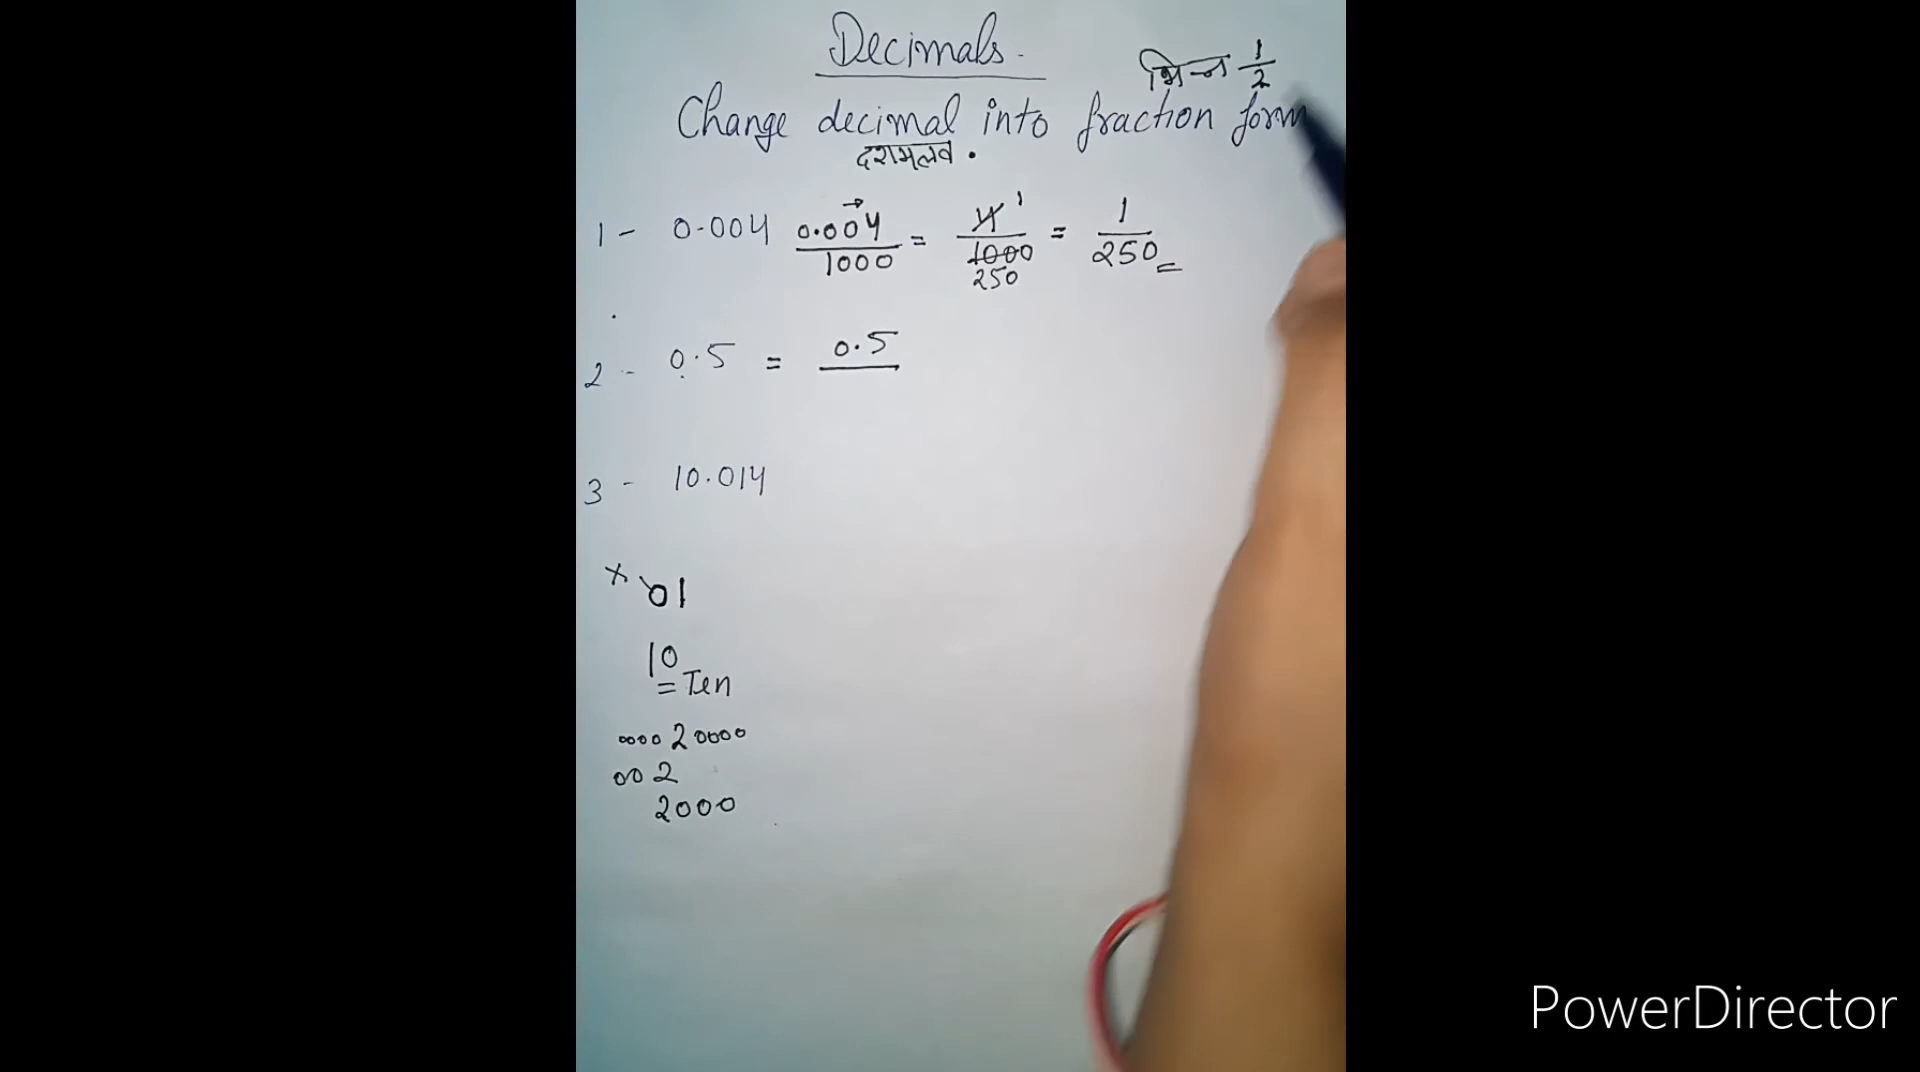 Decimals.
भिन्न 1/2
Change decimal into fraction form
दशमलव .
1 - 0.004 0.004/1000 = 4 1/1000 250 = 1/250 =
2 - 0.5 = 0.5
3 - 10.014
x 01
10
= Ten
0000 2 0000
00 2
2000
PowerDirector